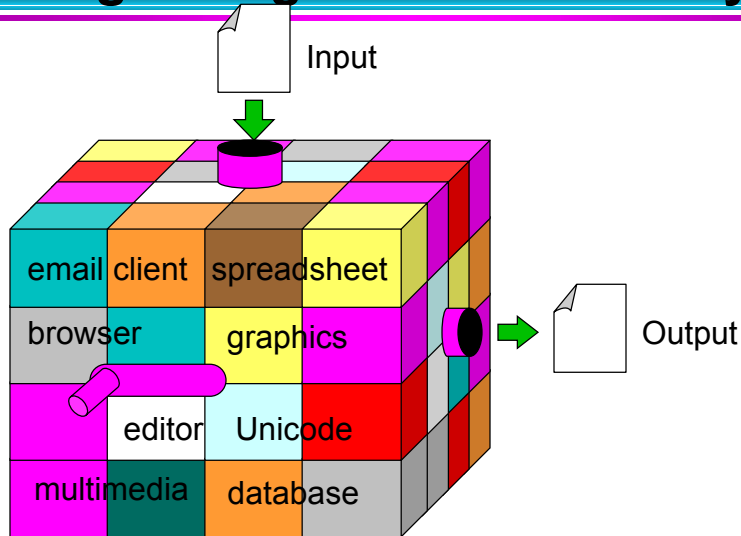 Input
email client spreadsheet
browser graphics
Output
editor Unicode
multimedia database